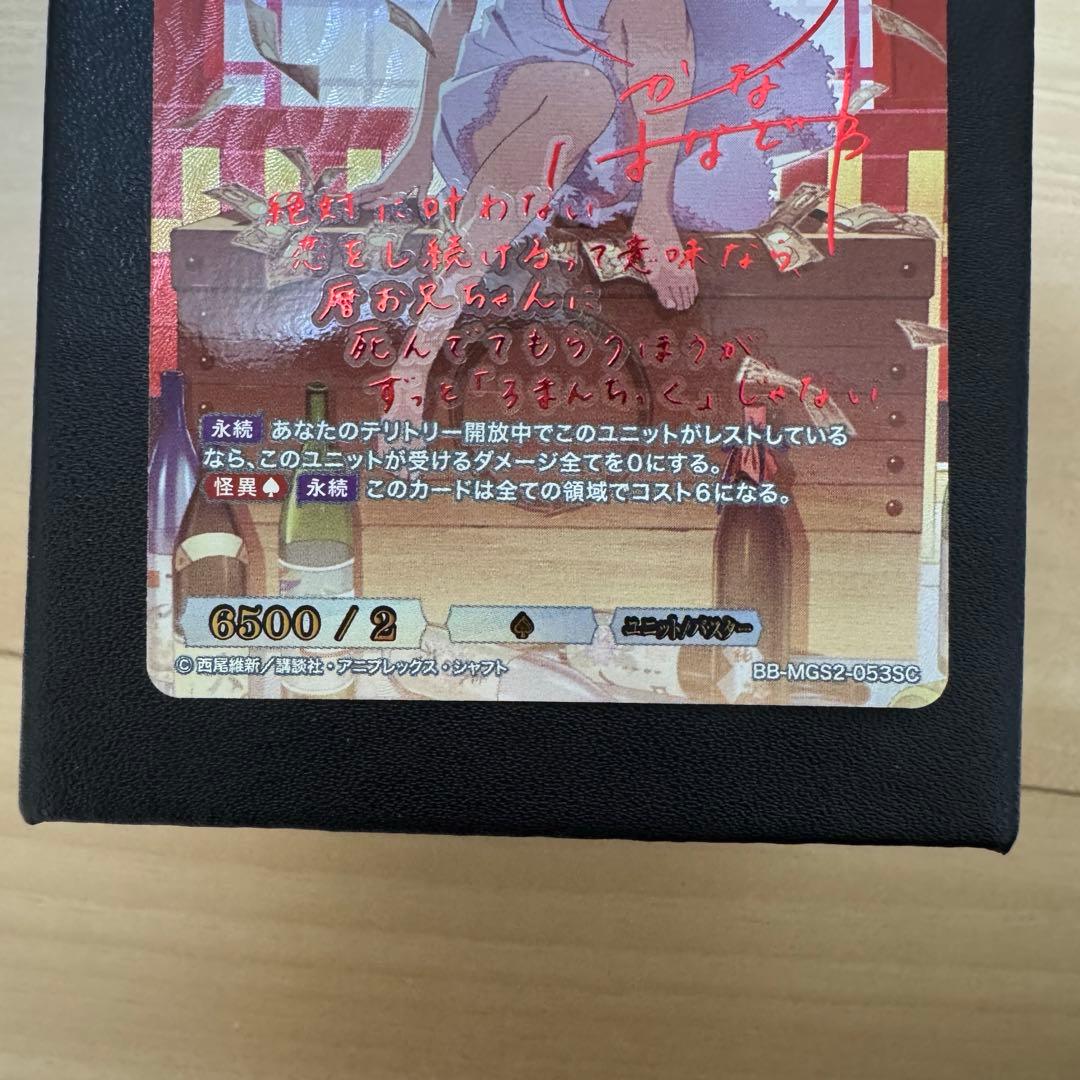 かな
はなざわ
絶対に叶わない
恋をし続けるって意味なら
暦お兄ちゃんに
死んでてもらうほうが
ずっと「ろまんちっく」じゃない
永続 あなたのテリトリー開放中でこのユニットがレストしている
なら、このユニットが受けるダメージ全てを0にする。
怪異♠ 永続 このカードは全ての領域でコスト6になる。
6500 / 2 ♠ ユニット/バスター
©西尾維新/講談社・アニプレックス・シャフト BB-MGS2-053SC